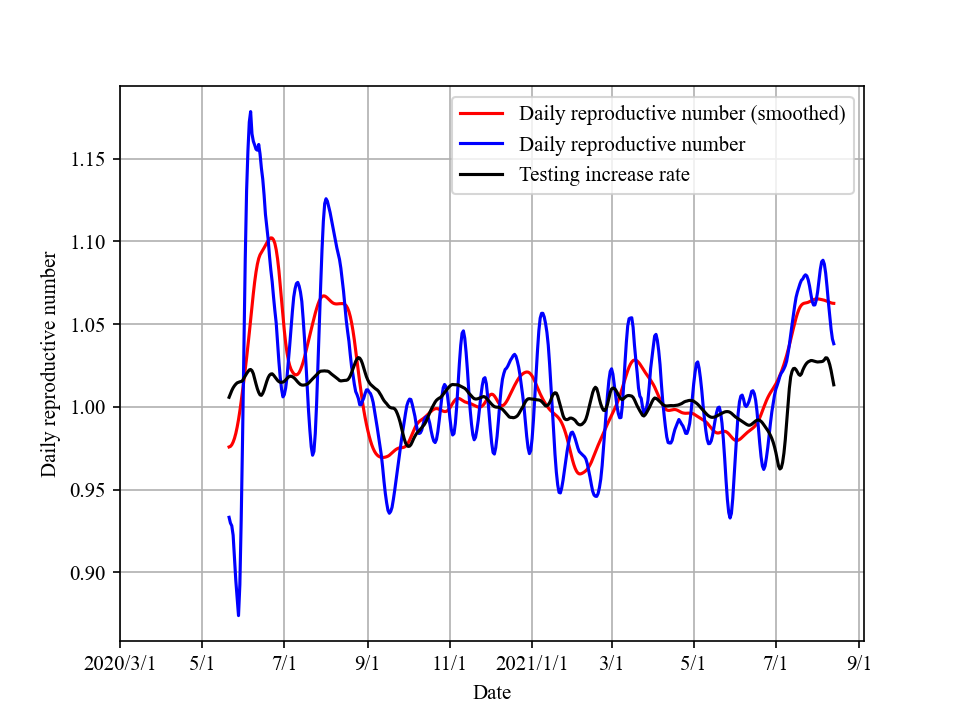 Daily reproductive number (smoothed)
Daily reproductive number
Testing increase rate
Daily reproductive number
1.15
1.10
1.05
1.00
0.95
0.90
2020/3/1 5/1 7/1 9/1 11/1 2021/1/1 3/1 5/1 7/1 9/1
Date